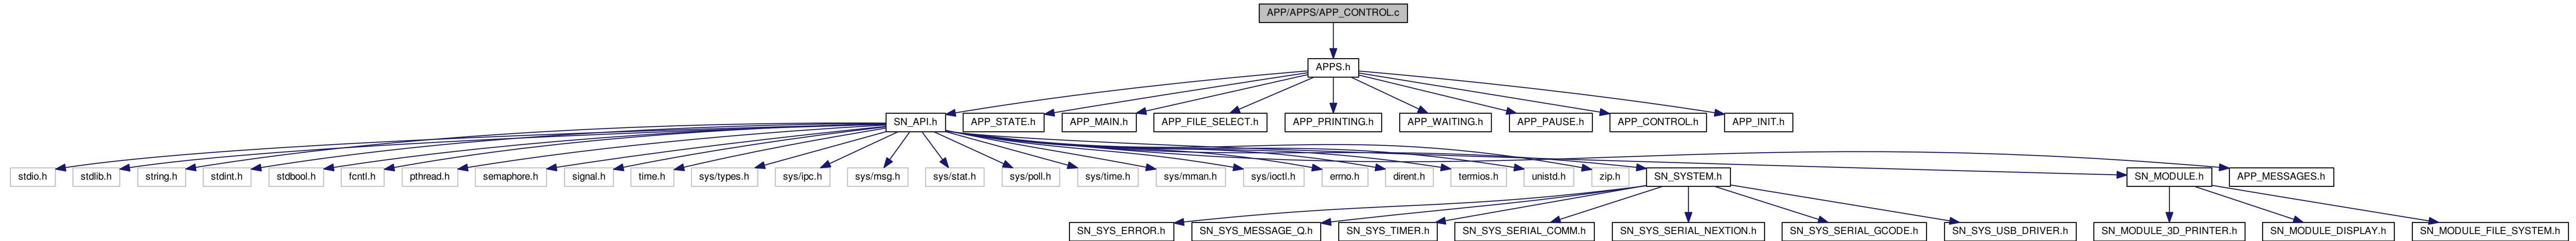 APP/APPS/APP_CONTROL.c
APPS.h
SN_API.h
APP_STATE.h
APP_MAIN.h
APP_FILE_SELECT.h
APP_PRINTING.h
APP_WAITING.h
APP_PAUSE.h
APP_CONTROL.h
APP_INIT.h
stdio.h
stdlib.h
string.h
stdint.h
stdbool.h
fcntl.h
pthread.h
semaphore.h
signal.h
time.h
sys/types.h
sys/ipc.h
sys/msg.h
sys/stat.h
sys/poll.h
sys/time.h
sys/mman.h
sys/ioctl.h
errno.h
dirent.h
termios.h
unistd.h
zip.h
SN_SYSTEM.h
SN_MODULE.h
APP_MESSAGES.h
SN_SYS_ERROR.h
SN_SYS_MESSAGE_Q.h
SN_SYS_TIMER.h
SN_SYS_SERIAL_COMM.h
SN_SYS_SERIAL_NEXTION.h
SN_SYS_SERIAL_GCODE.h
SN_SYS_USB_DRIVER.h
SN_MODULE_3D_PRINTER.h
SN_MODULE_DISPLAY.h
SN_MODULE_FILE_SYSTEM.h